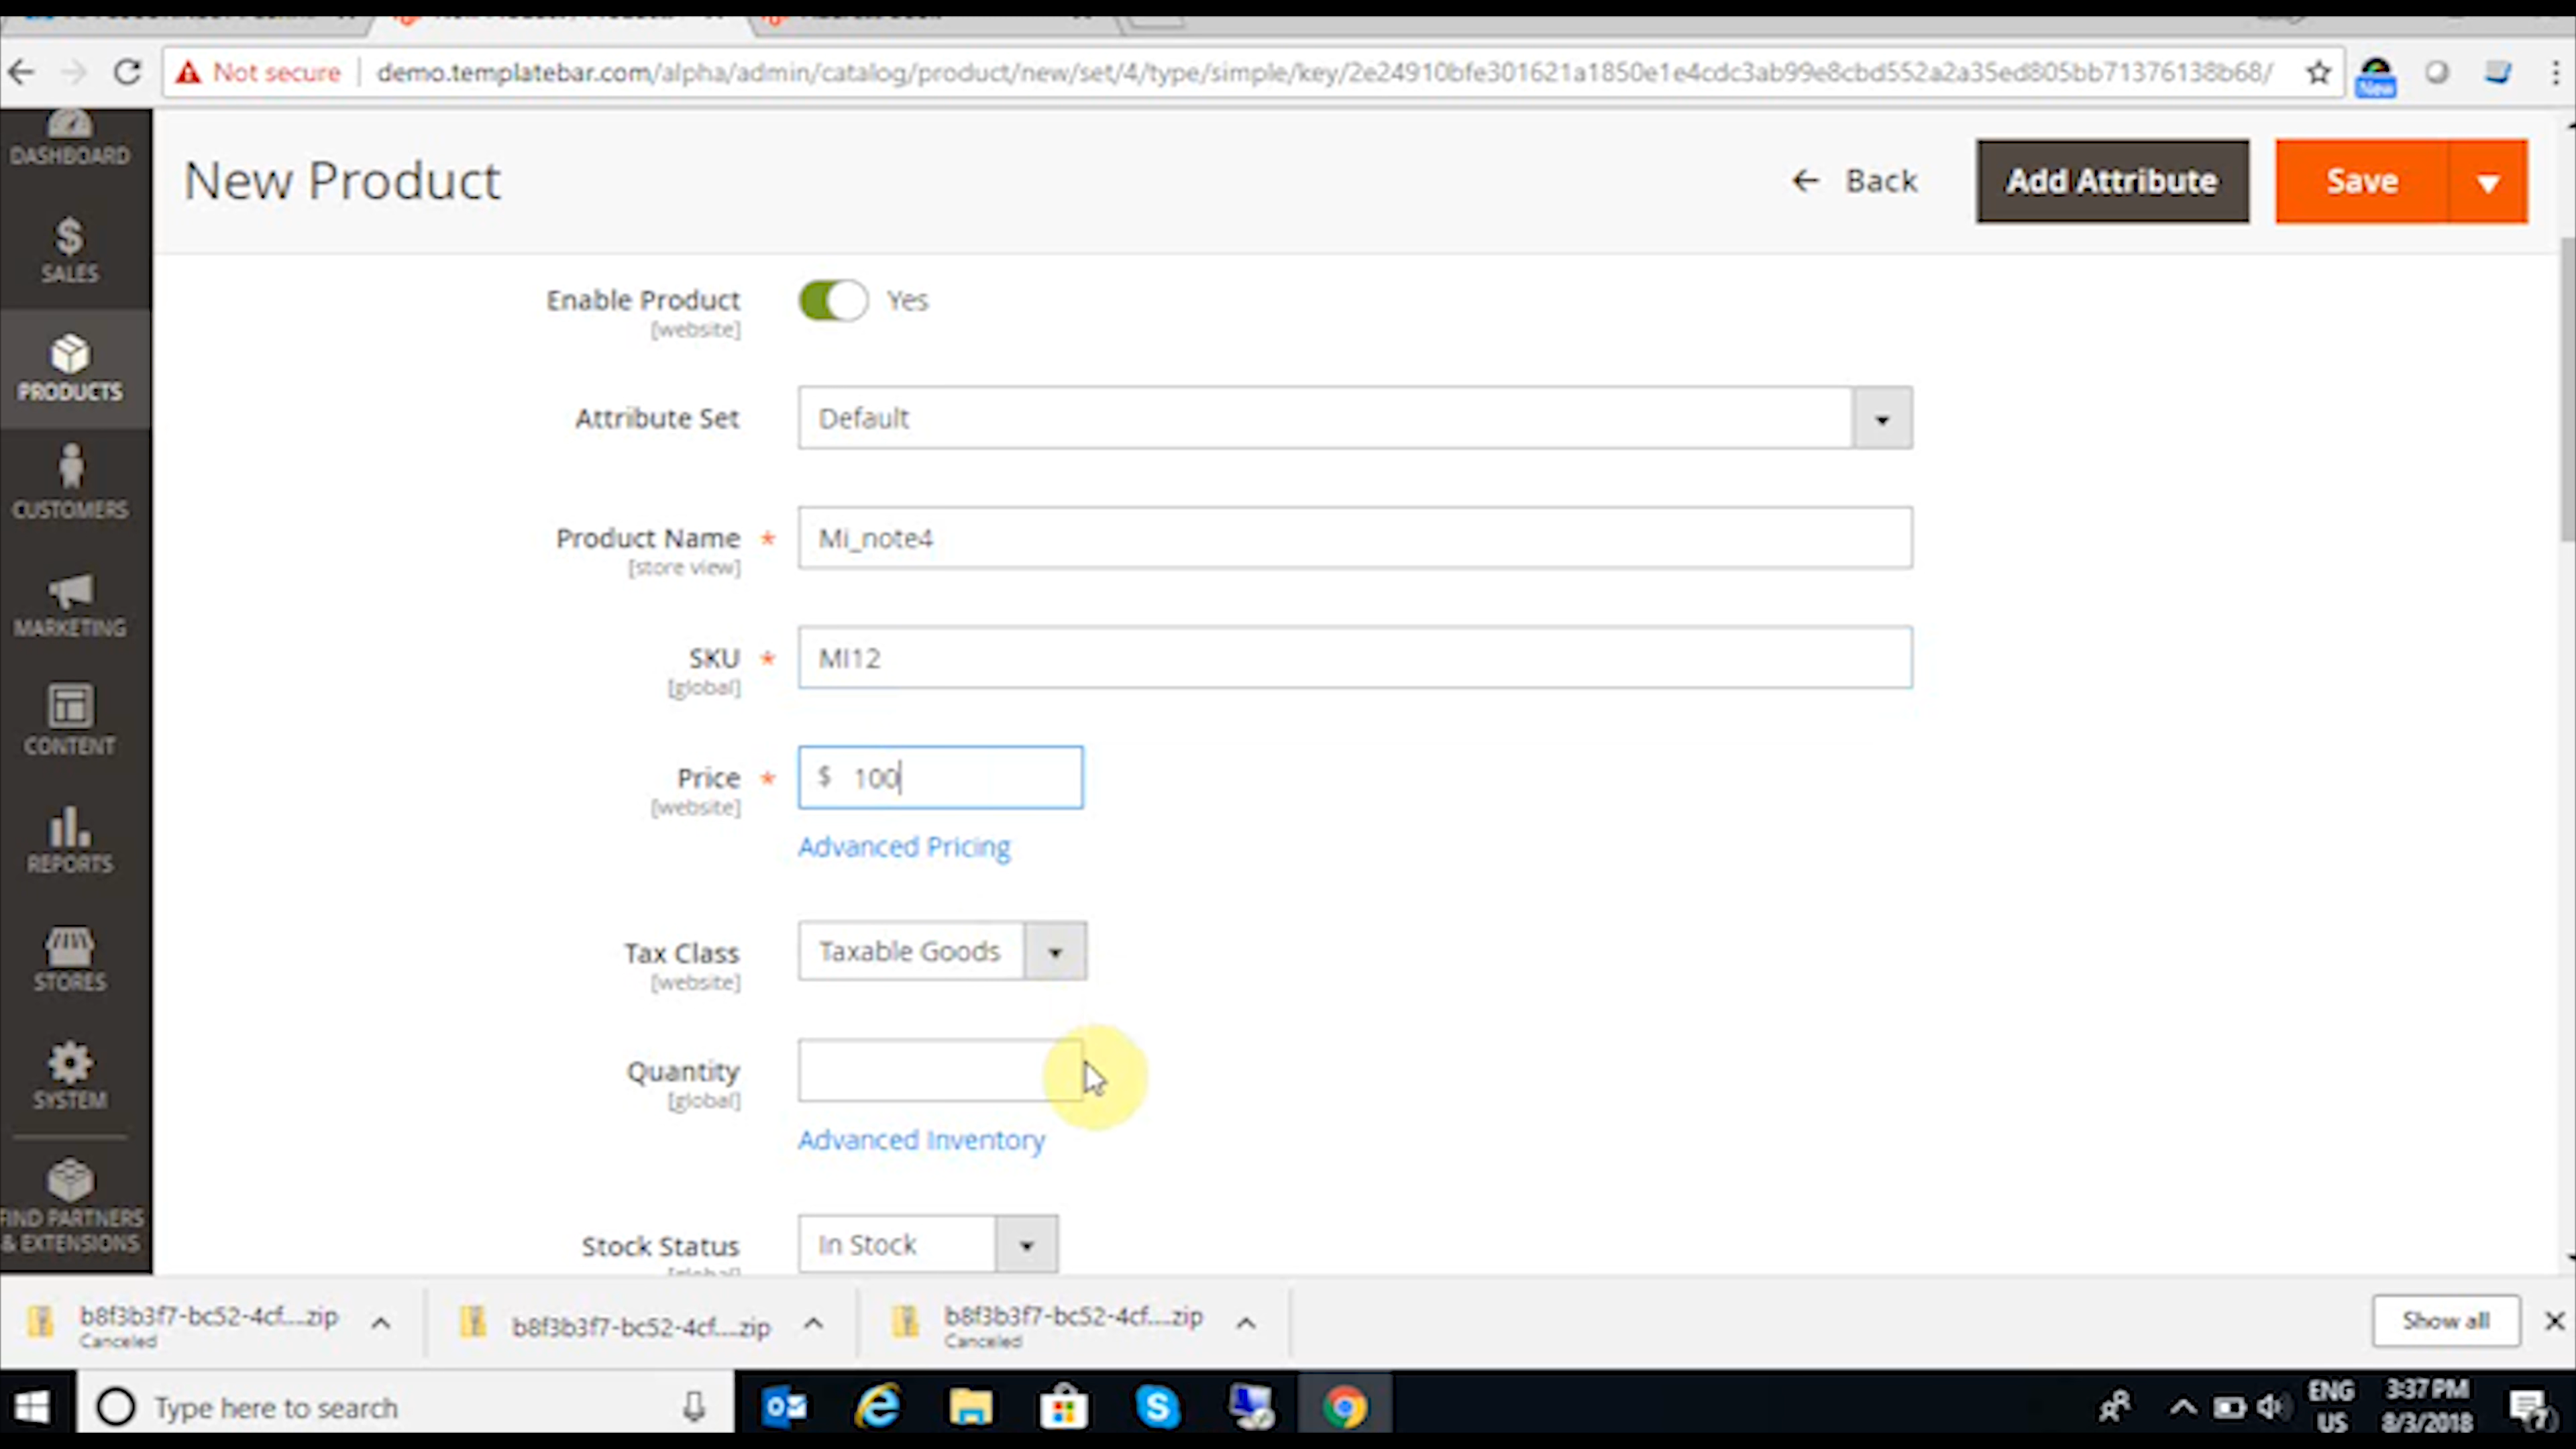 Not secure
demo.templatebar.com/alpha/admin/catalog/product/new/set/4/type/simple/key/2e24910bfe301621a1850e1e4cdc3ab99e8cbd552a2a35ed805bb71376138b68/
New
DASHBOARD
SALES
PRODUCTS
CUSTOMERS
MARKETING
CONTENT
REPORTS
STORES
SYSTEM
FIND PARTNERS
& EXTENSIONS
New Product
Back
Add Attribute
Save
Enable Product
[website]
Yes
Attribute Set
Default
Product Name *
[store view]
Mi_note4
SKU *
[global]
MI12
Price *
[website]
$ 100
Advanced Pricing
Tax Class
[website]
Taxable Goods
Quantity
[global]
Advanced Inventory
Stock Status
[global]
In Stock
b8f3b3f7-bc52-4cf....zip
Canceled
b8f3b3f7-bc52-4cf....zip
b8f3b3f7-bc52-4cf....zip
Canceled
Show all
Type here to search
ENG
US
3:37 PM
8/3/2018
7